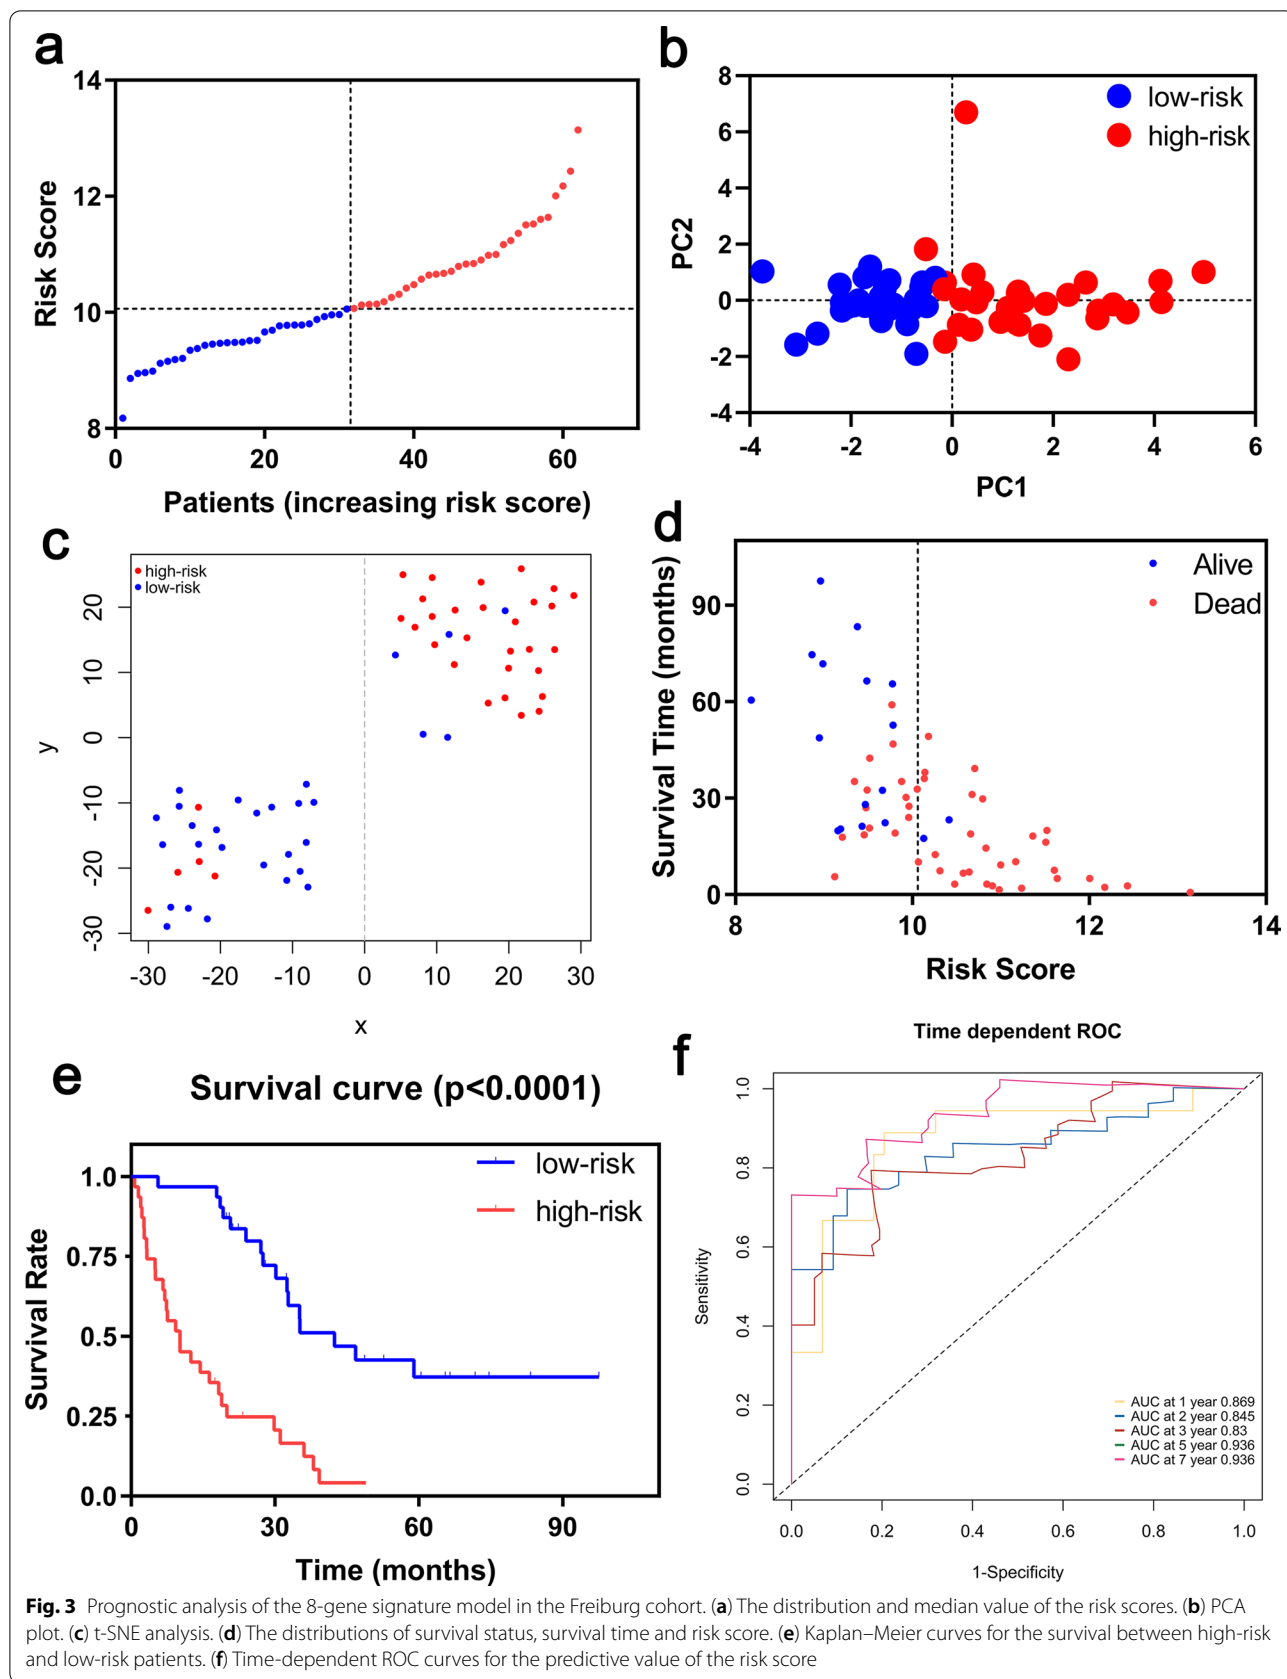 a
14
12
10
8
Risk Score
0
20
40
60
Patients (increasing risk score)
b
8
6
4
2
0
-2
-4
PC2
low-risk
high-risk
-4
-2
0
2
4
6
PC1
c
high-risk
low-risk
20
10
0
-10
-20
-30
y
-30
-20
-10
0
10
20
30
x
d
Alive
Dead
90
60
30
0
Survival Time (months)
8
10
12
14
Risk Score
e
Survival curve (p<0.0001)
low-risk
high-risk
1.0
0.75
0.5
0.25
0.0
Survival Rate
0
30
60
90
Time (months)
f
Time dependent ROC
1.0
0.8
0.6
0.4
0.2
0.0
Sensitivity
AUC at 1 year 0.869
AUC at 2 year 0.845
AUC at 3 year 0.83
AUC at 5 year 0.936
AUC at 7 year 0.936
0.0
0.2
0.4
0.6
0.8
1.0
1-Specificity
Fig. 3 Prognostic analysis of the 8-gene signature model in the Freiburg cohort. (a) The distribution and median value of the risk scores. (b) PCA
plot. (c) t-SNE analysis. (d) The distributions of survival status, survival time and risk score. (e) Kaplan–Meier curves for the survival between high-risk
and low-risk patients. (f) Time-dependent ROC curves for the predictive value of the risk score